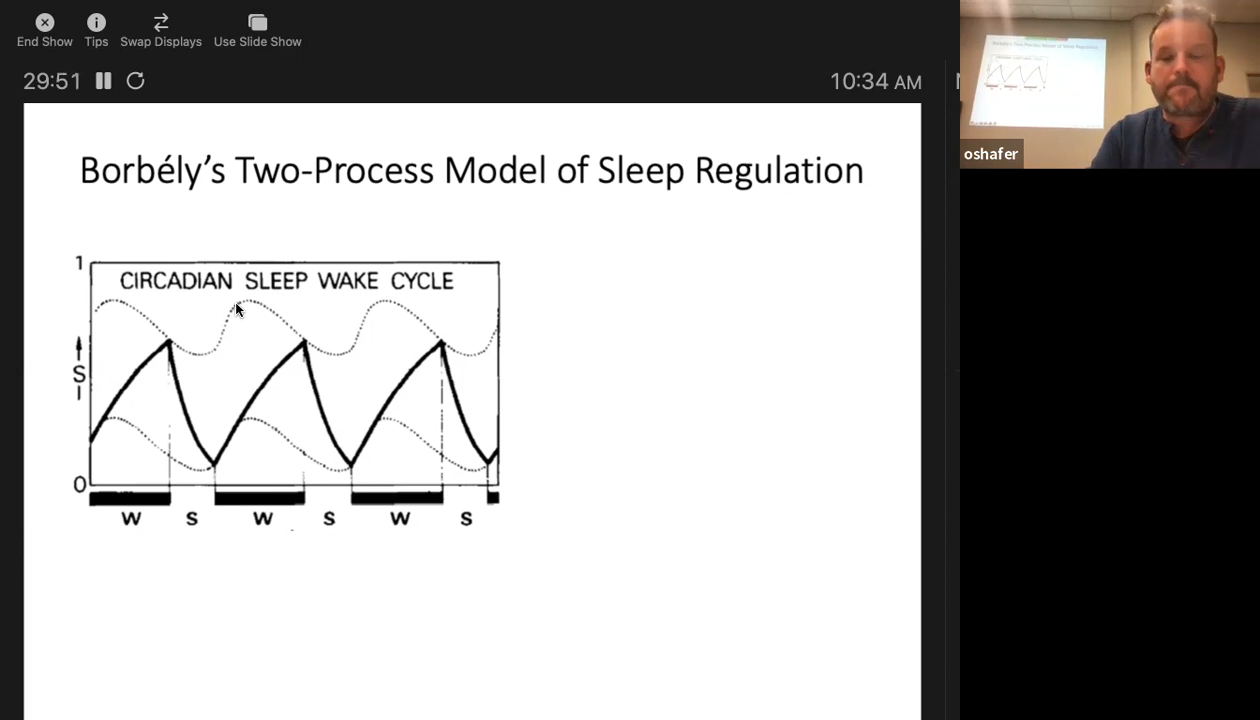 End Show Tips Swap Displays Use Slide Show
29:51
10:34 AM
oshafer
Borbély's Two-Process Model of Sleep Regulation
1
CIRCADIAN SLEEP WAKE CYCLE
S
0
W S W S W S